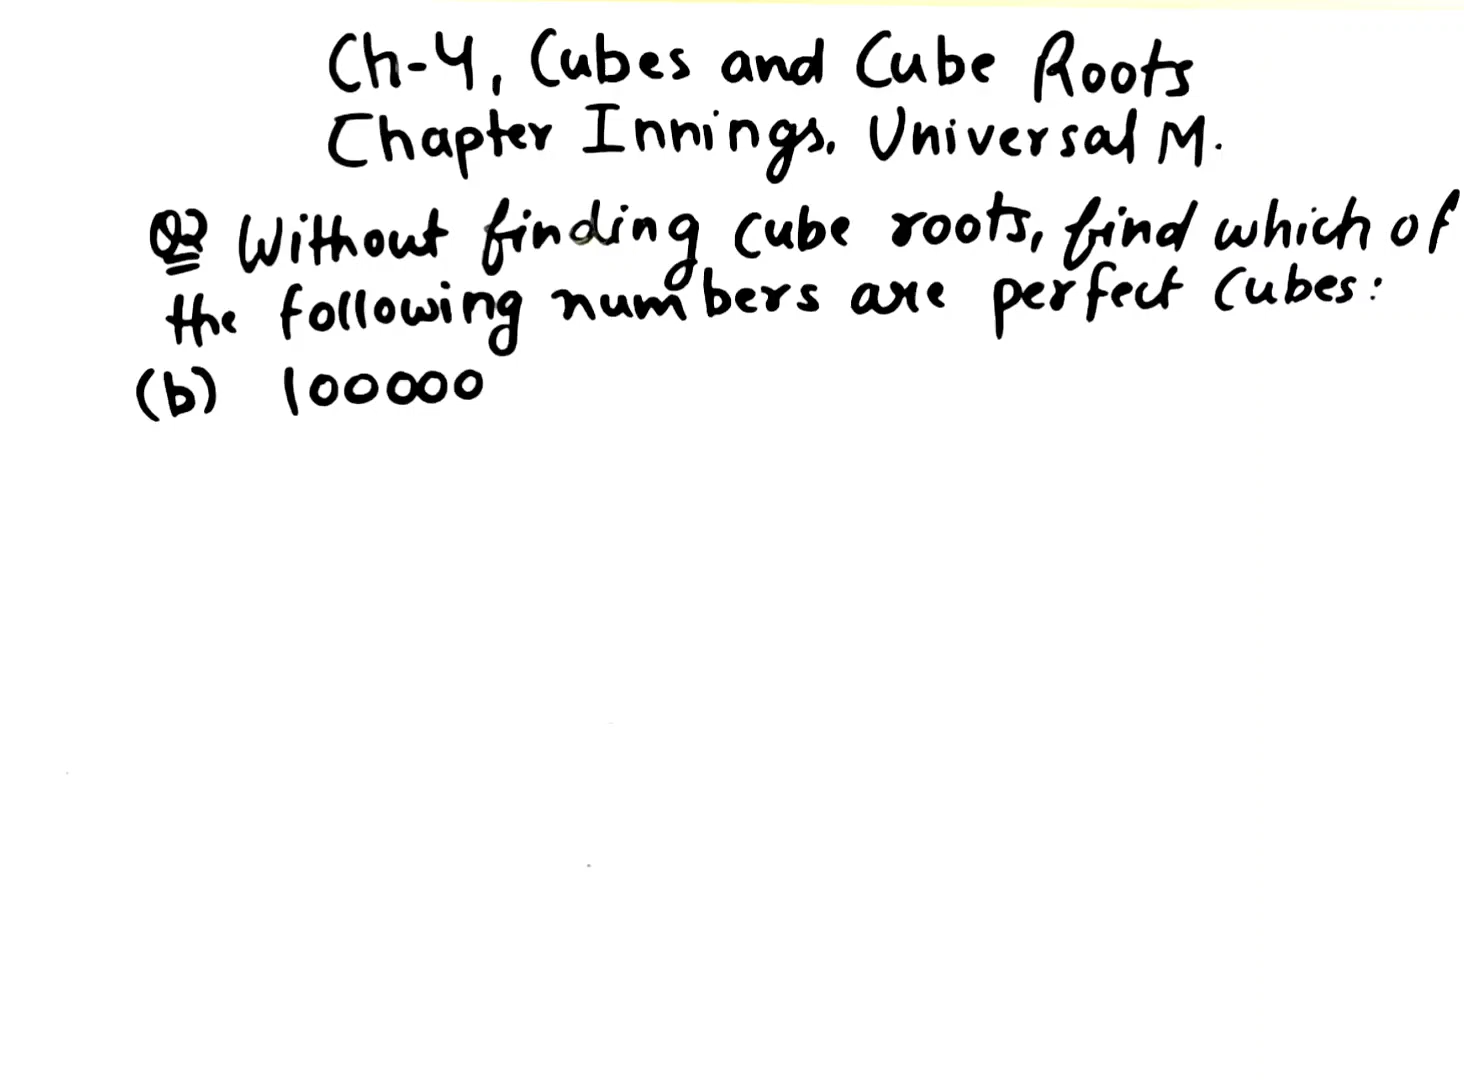 Ch-4, Cubes and Cube Roots
Chapter Innings. Universal M.
Q2 Without finding cube roots, find which of
the following numbers are perfect cubes:
(b) 100000